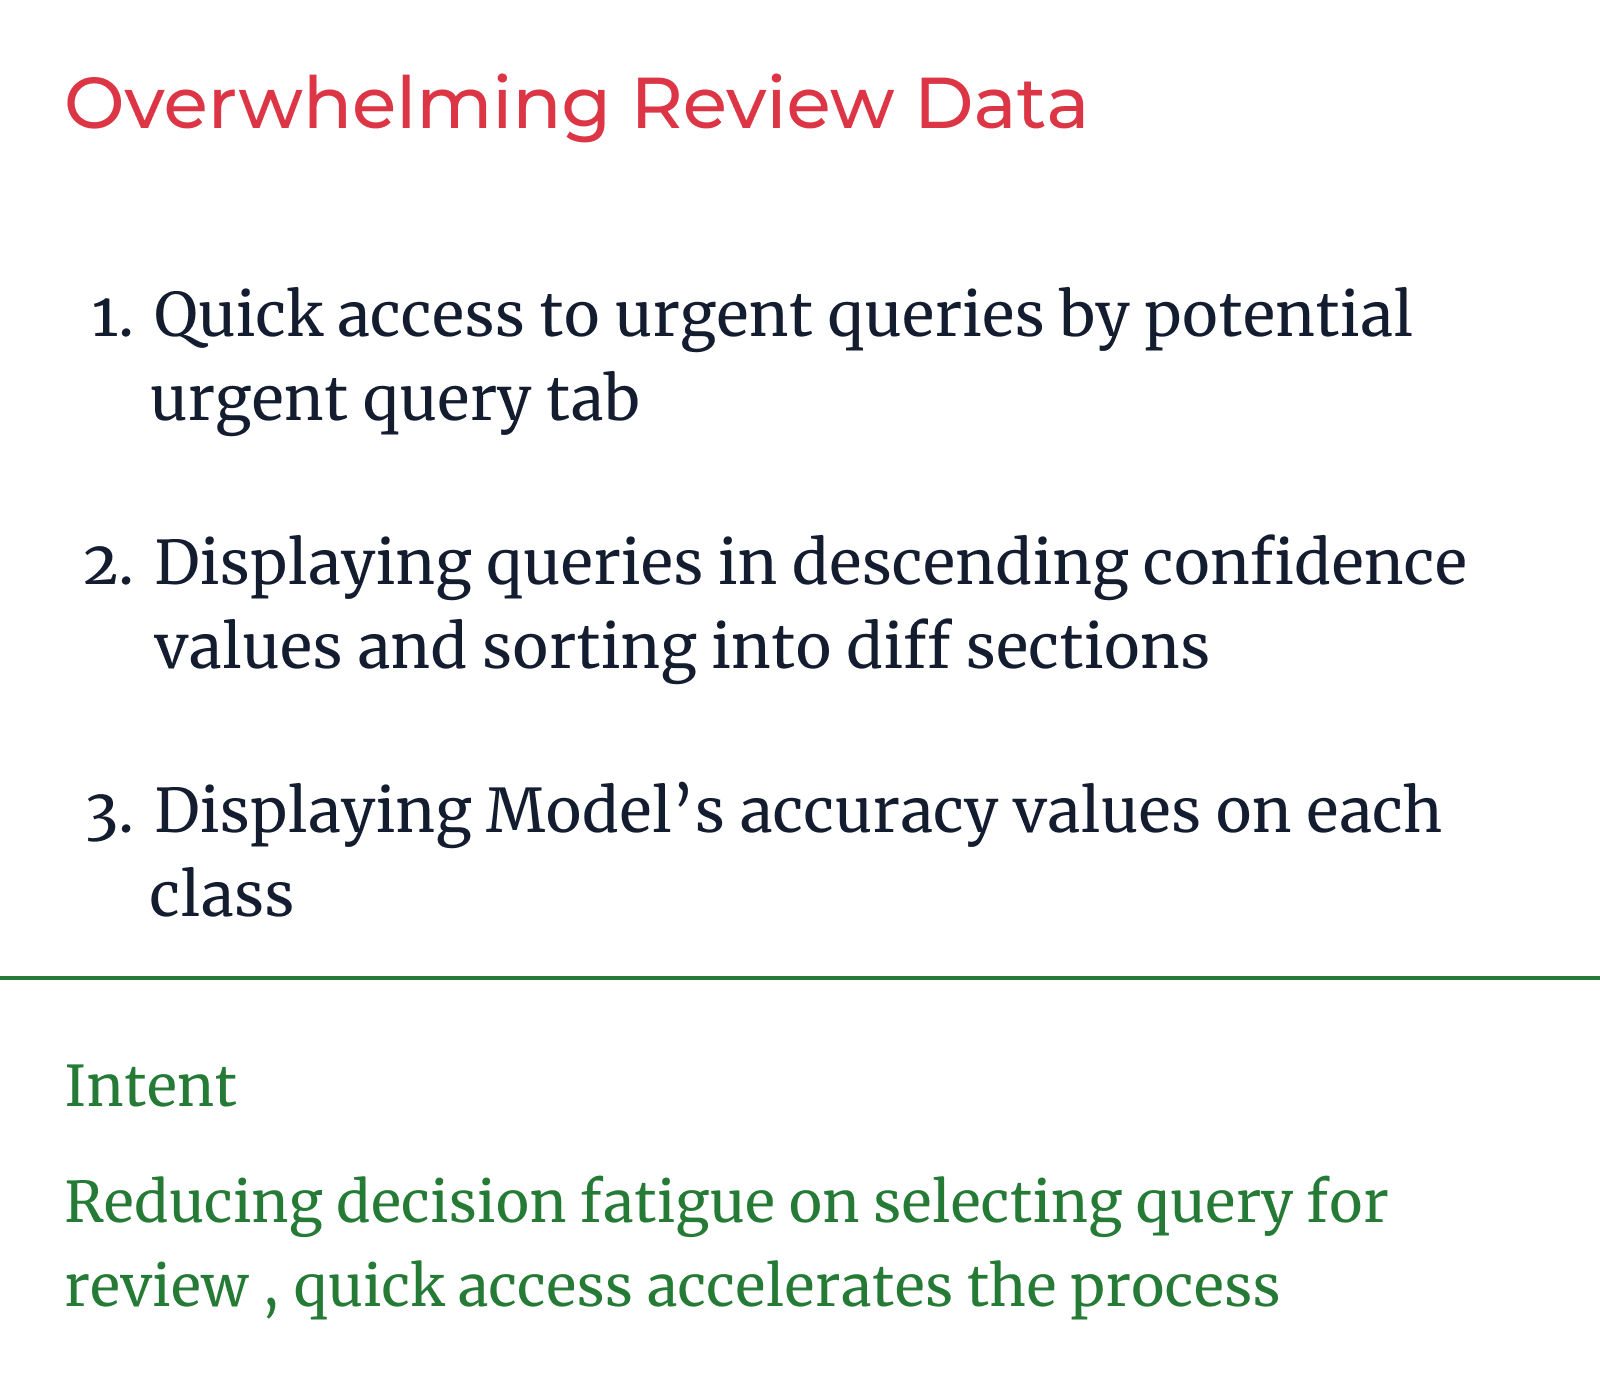 Overwhelming Review Data
1. Quick access to urgent queries by potential
urgent query tab
2. Displaying queries in descending confidence
values and sorting into diff sections
3. Displaying Model’s accuracy values on each
class
Intent
Reducing decision fatigue on selecting query for
review , quick access accelerates the process